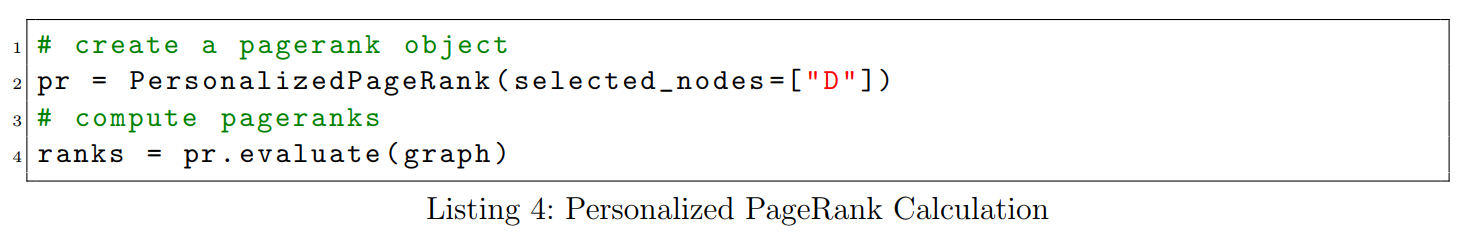 1 # create a pagerank object
2 pr = PersonalizedPageRank(selected_nodes=["D"])
3 # compute pageranks
4 ranks = pr.evaluate(graph)
Listing 4: Personalized PageRank Calculation